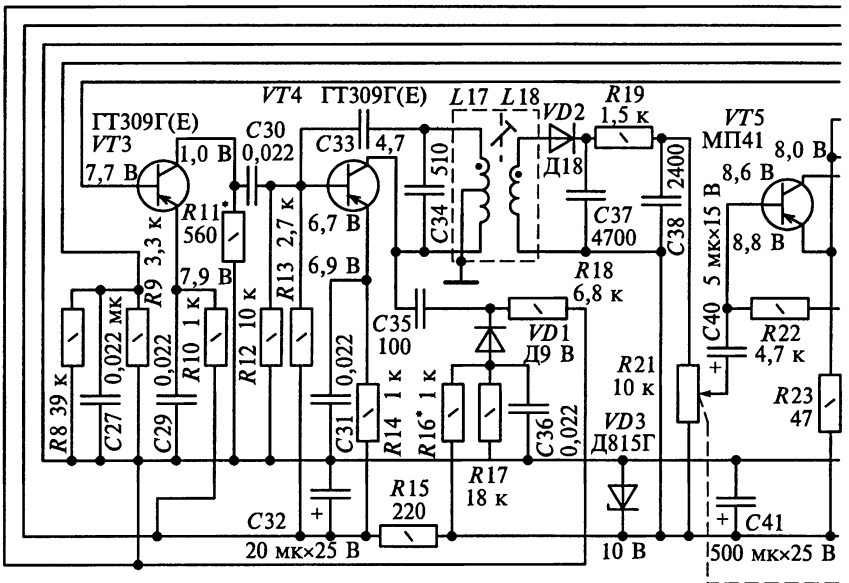 ГТ309Г(Е)
VT3
7,7 В
1,0 В
C30
0,022
VT4 ГТ309Г(Е)
C33
4,7
510
C34
L17 L18
VD2
Д18
R19
1,5 к
C37
4700
2400
C38
VT5
МП41
8,0 В
8,6 В
8,8 В
R11*
560
R9 3,3 к
7,9 В
R13 2,7 к
6,7 В
6,9 В
R8 39 к
C27 0,022 мк
C29 0,022
R10 1 к
R12 10 к
C31 0,022
R14 1 к
C35
100
R16* 1 к
R17
18 к
C36
0,022
VD1
Д9 В
R18
6,8 к
R21
10 к
C40 5 мк×15 В
+
R22
4,7 к
R23
47
VD3
Д815Г
10 В
C32
+
20 мк×25 В
R15
220
+
C41
500 мк×25 В